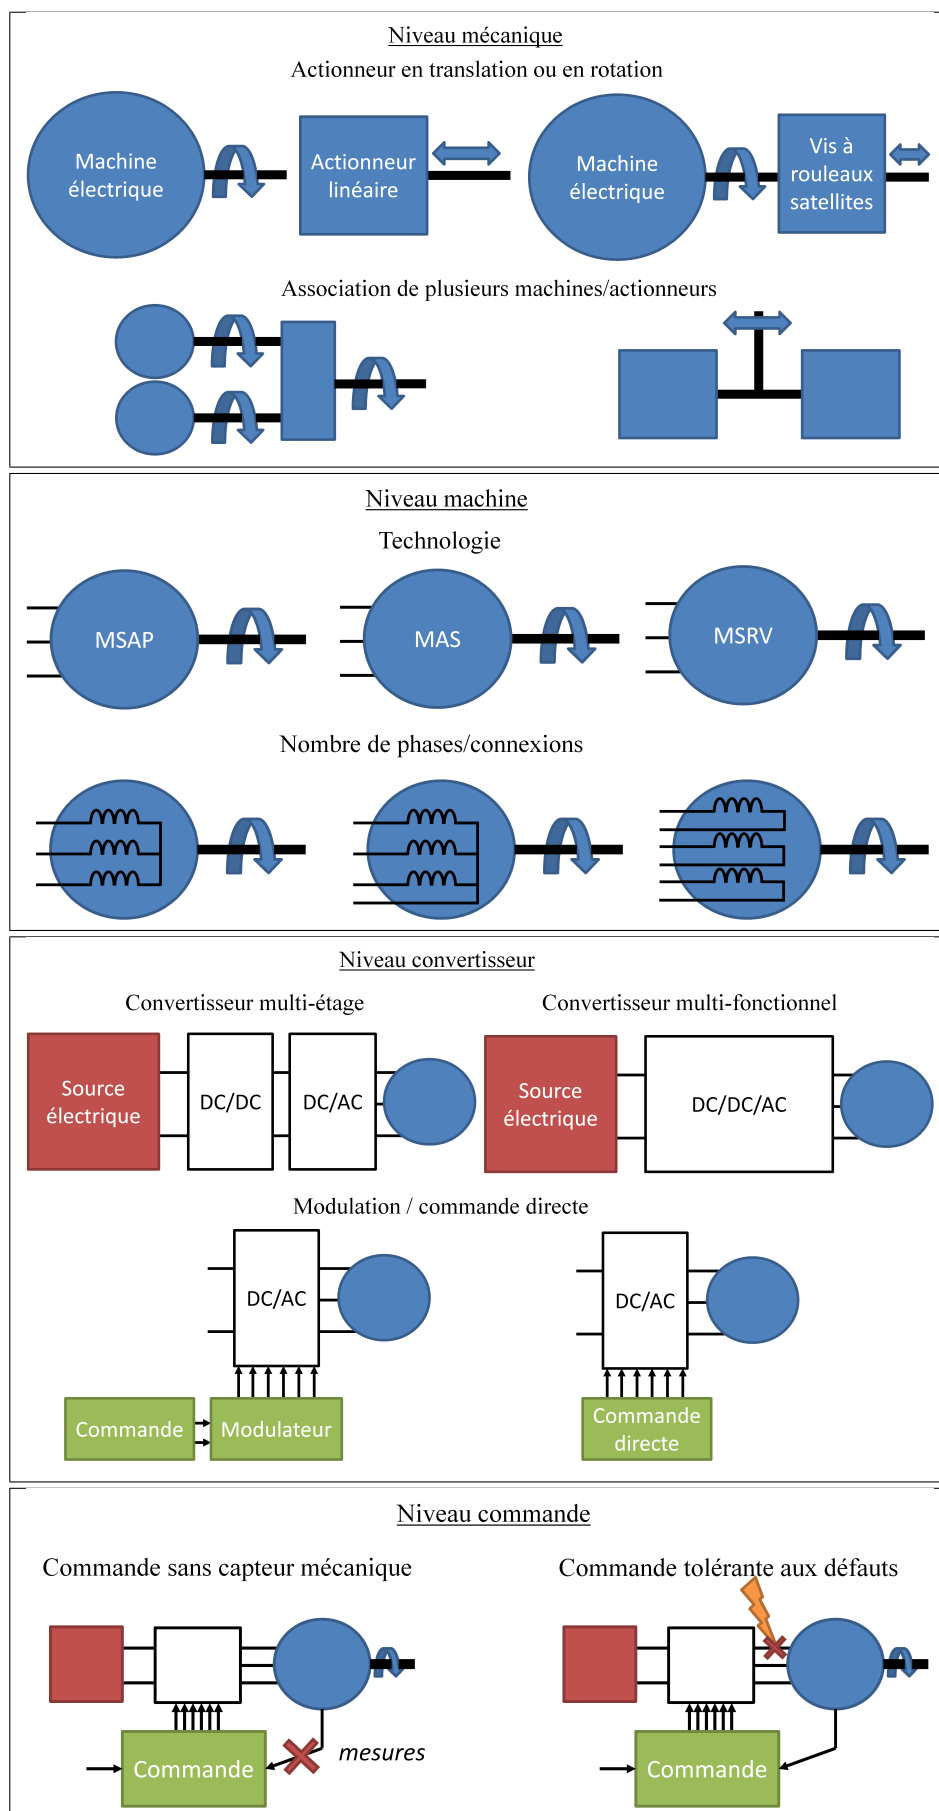 Niveau mécanique
Actionneur en translation ou en rotation
Machine
électrique
Actionneur
linéaire
Machine
électrique
Vis à
rouleaux
satellites
Association de plusieurs machines/actionneurs
Niveau machine
Technologie
MSAP
MAS
MSRV
Nombre de phases/connexions
Niveau convertisseur
Convertisseur multi-étage
Convertisseur multi-fonctionnel
Source
électrique
DC/DC
DC/AC
Source
électrique
DC/DC/AC
Modulation / commande directe
DC/AC
DC/AC
Commande
Modulateur
Commande
directe
Niveau commande
Commande sans capteur mécanique
Commande tolérante aux défauts
Commande
mesures
Commande